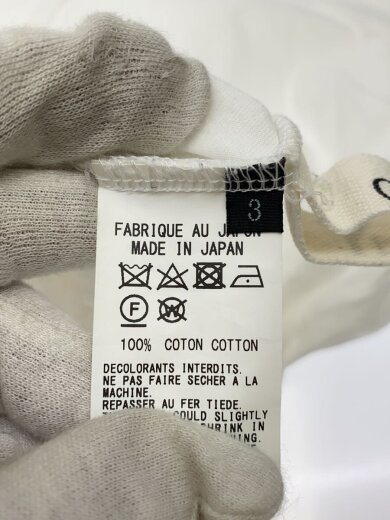 3
FABRIQUE AU JAPON
MADE IN JAPAN
F W
100% COTON COTTON
DECOLORANTS INTERDITS.
NE PAS FAIRE SECHER A LA
MACHINE.
REPASSER AU FER TIEDE.
COULD SLIGHTLY
SHRINK IN